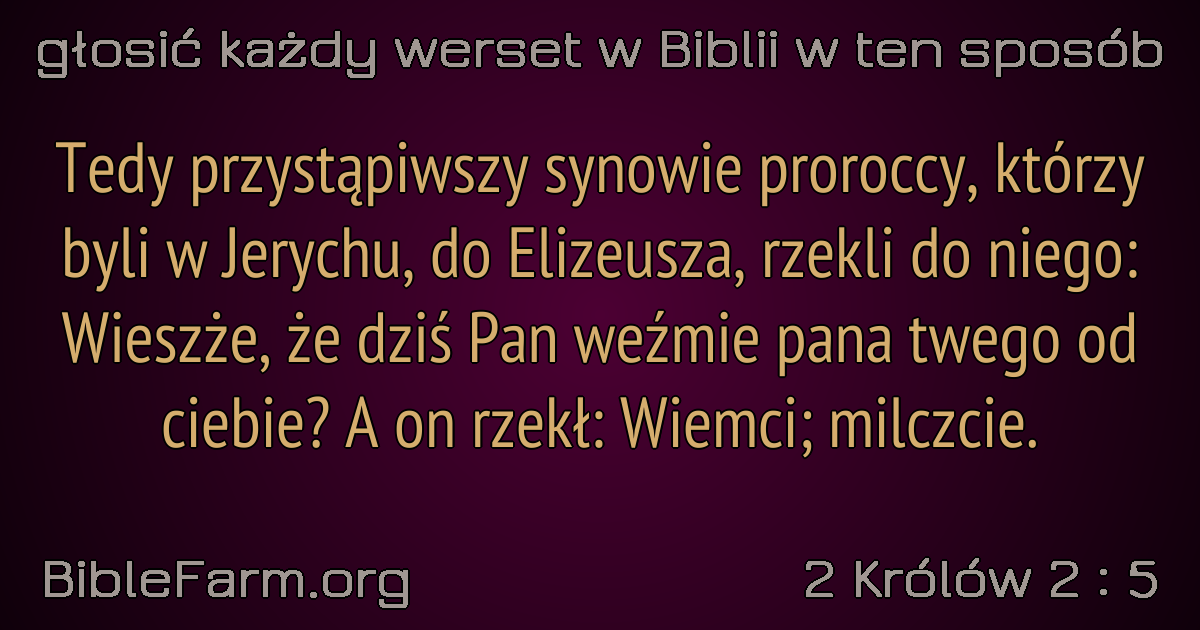 głosić każdy werset w Biblii w ten sposób
Tedy przystąpiwszy synowie proroccy, którzy
byli w Jerychu, do Elizeusza, rzekli do niego:
Wieszże, że dziś Pan weźmie pana twego od
ciebie? A on rzekł: Wiemci; milczcie.
BibleFarm.org
2 Królów 2 : 5